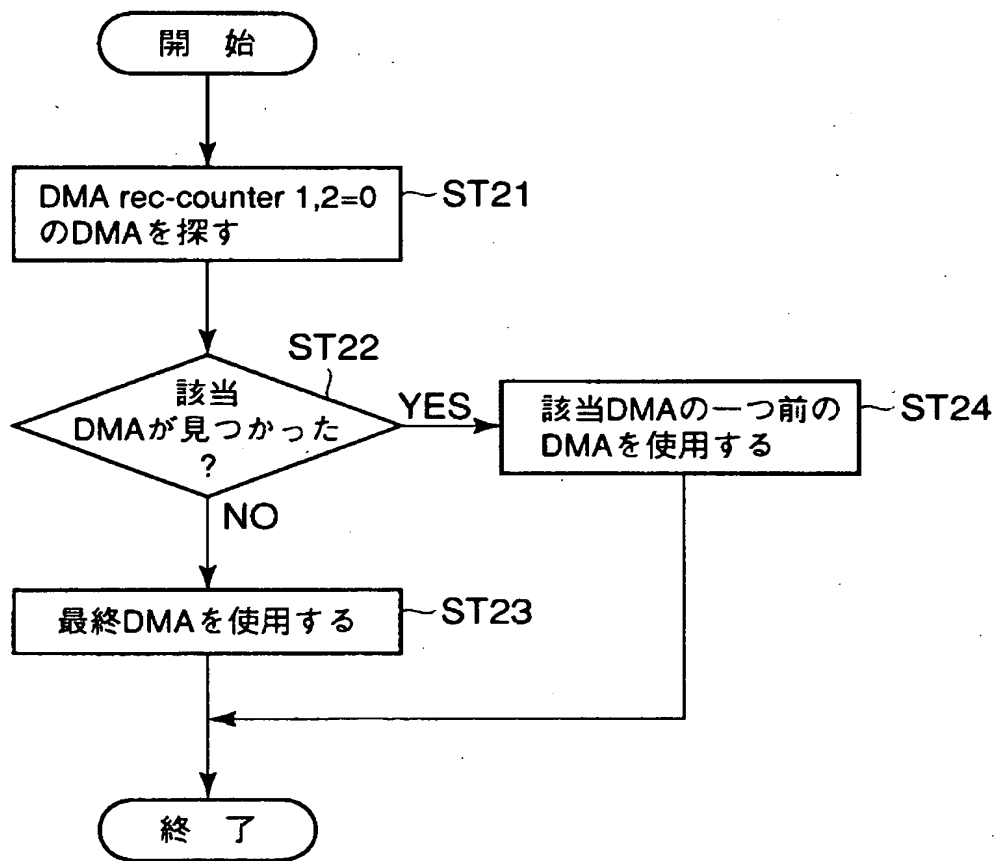 開 始
DMA rec-counter 1,2=0
のDMAを探す
ST21
ST22
該当
DMAが見つかった
?
YES
該当DMAの一つ前の
DMAを使用する
ST24
NO
最終DMAを使用する
ST23
終 了